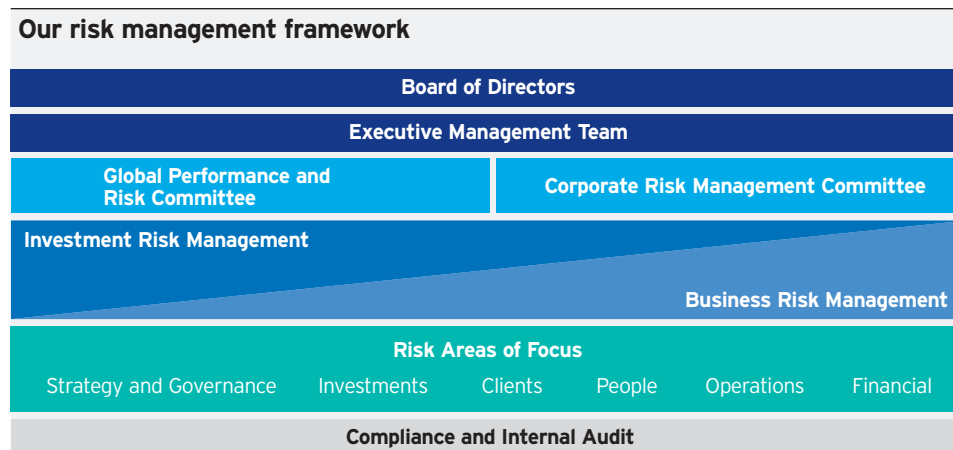 Our risk management framework
Board of Directors
Executive Management Team
Global Performance and
Risk Committee
Corporate Risk Management Committee
Investment Risk Management
Business Risk Management
Risk Areas of Focus
Strategy and Governance Investments Clients People Operations Financial
Compliance and Internal Audit